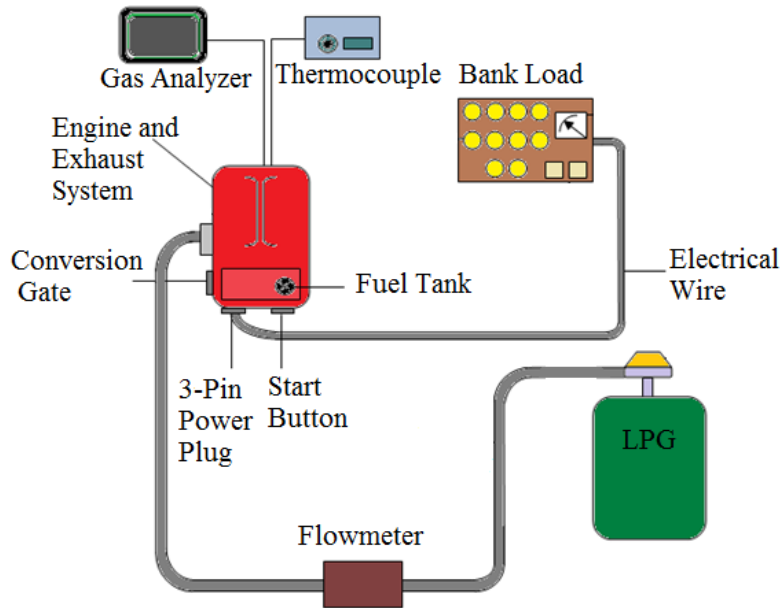 Gas Analyzer
Thermocouple
Bank Load
Engine and
Exhaust
System
Conversion
Gate
Fuel Tank
Electrical
Wire
3-Pin
Power
Plug
Start
Button
LPG
Flowmeter